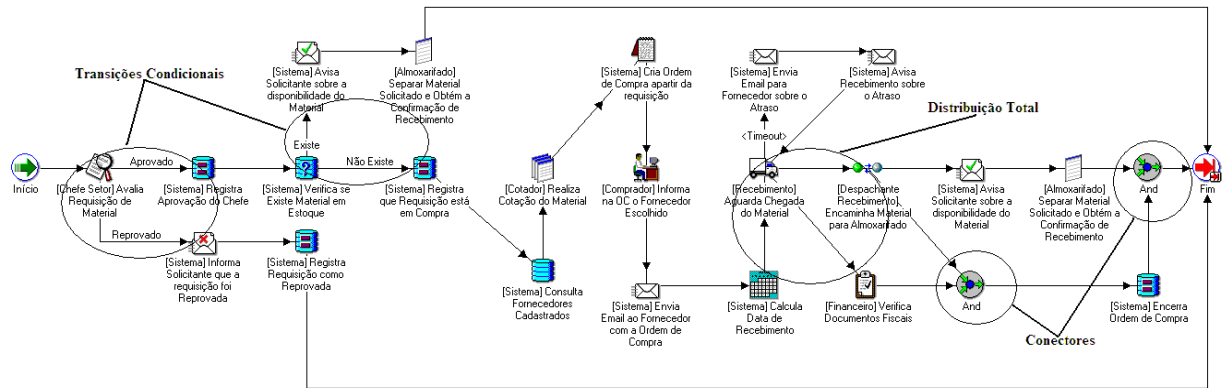 Transições Condicionais
[Sistema] Avisa
Solicitante sobre a
disponibilidade do
Material
[Almoxarifado]
Separar Material
Solicitado e Obtém a
Confirmação de
Recebimento
[Sistema] Cria Ordem
de Compra apartir da
requisição
[Sistema] Envia
Email para
Fornecedor sobre o
Atraso
[Sistema] Avisa
Recebimento sobre
o Atraso
Distribuição Total
<Timeout>
Existe
Aprovado
Não Existe
Início
[Chefe Setor] Avalia
Requisição de
Material
[Sistema] Registra
Aprovação do Chefe
[Sistema] Verifica se
Existe Material em
Estoque
[Sistema] Registra
que Requisição está
em Compra
[Cotador] Realiza
Cotação do Material
[Comprador] Informa
na OC o Fornecedor
Escolhido
[Recebimento]
Aguarda Chegada
do Material
[Despachante
Recebimento]
Encaminha Material
para Almoxarifado
[Sistema] Avisa
Solicitante sobre a
disponibilidade do
Material
[Almoxarifado]
Separar Material
Solicitado e Obtém a
Confirmação de
Recebimento
And
Fim
Reprovado
[Sistema] Informa
Solicitante que a
requisição foi
Reprovada
[Sistema] Registra
Requisição como
Reprovada
[Sistema] Consulta
Fornecedores
Cadastrados
[Sistema] Envia
Email ao Fornecedor
com a Ordem de
Compra
[Sistema] Calcula
Data de
Recebimento
[Financeiro] Verifica
Documentos Fiscais
And
[Sistema] Encerra
Ordem de Compra
Conectores